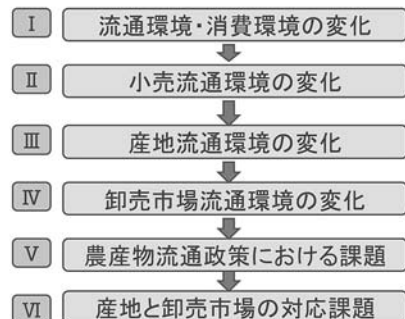 Ⅰ 流通環境・消費環境の変化
Ⅱ 小売流通環境の変化
Ⅲ 産地流通環境の変化
Ⅳ 卸売市場流通環境の変化
Ⅴ 農産物流通政策における課題
Ⅵ 産地と卸売市場の対応課題